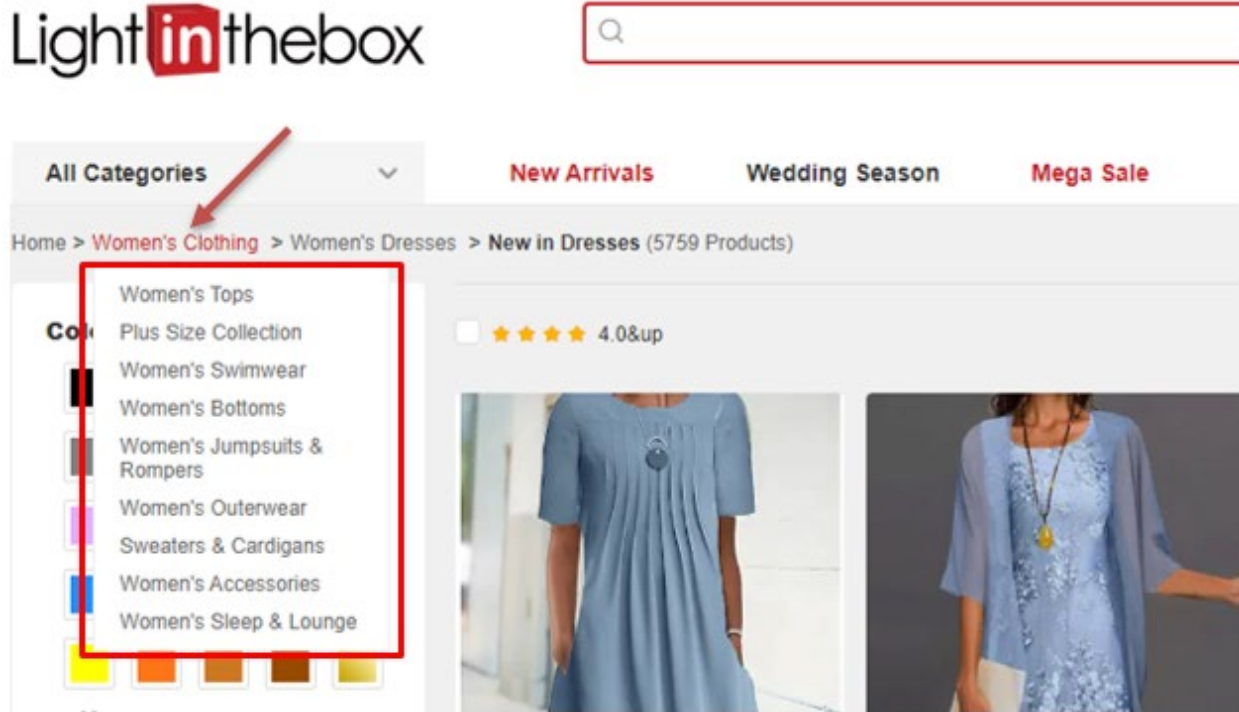 Lightinthebox
All Categories
New Arrivals
Wedding Season
Mega Sale
Home > Women's Clothing > Women's Dresses > New in Dresses (5759 Products)
Women's Tops
Plus Size Collection
Women's Swimwear
Women's Bottoms
Women's Jumpsuits &
Rompers
Women's Outerwear
Sweaters & Cardigans
Women's Accessories
Women's Sleep & Lounge
4.0&up